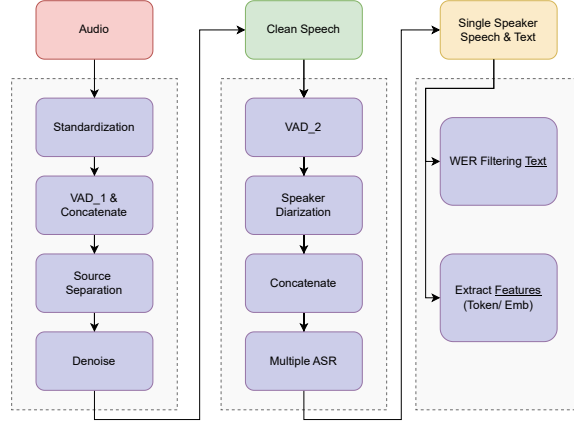 Audio
Standardization
VAD_1 &
Concatenate
Source
Separation
Denoise
Clean Speech
VAD_2
Speaker
Diarization
Concatenate
Multiple ASR
Single Speaker
Speech & Text
WER Filtering Text
Extract Features
(Token/ Emb)